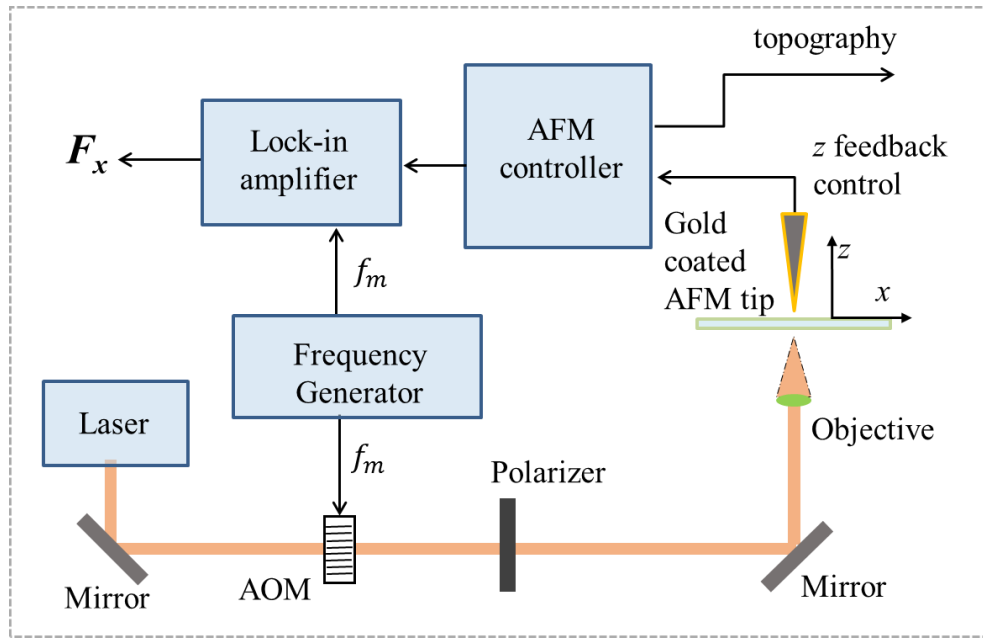 topography
Lock-in
amplifier
AFM
controller
F_x
z feedback
control
Gold
coated
AFM tip
z
x
f_m
Frequency
Generator
Laser
Objective
f_m
Polarizer
Mirror
AOM
Mirror